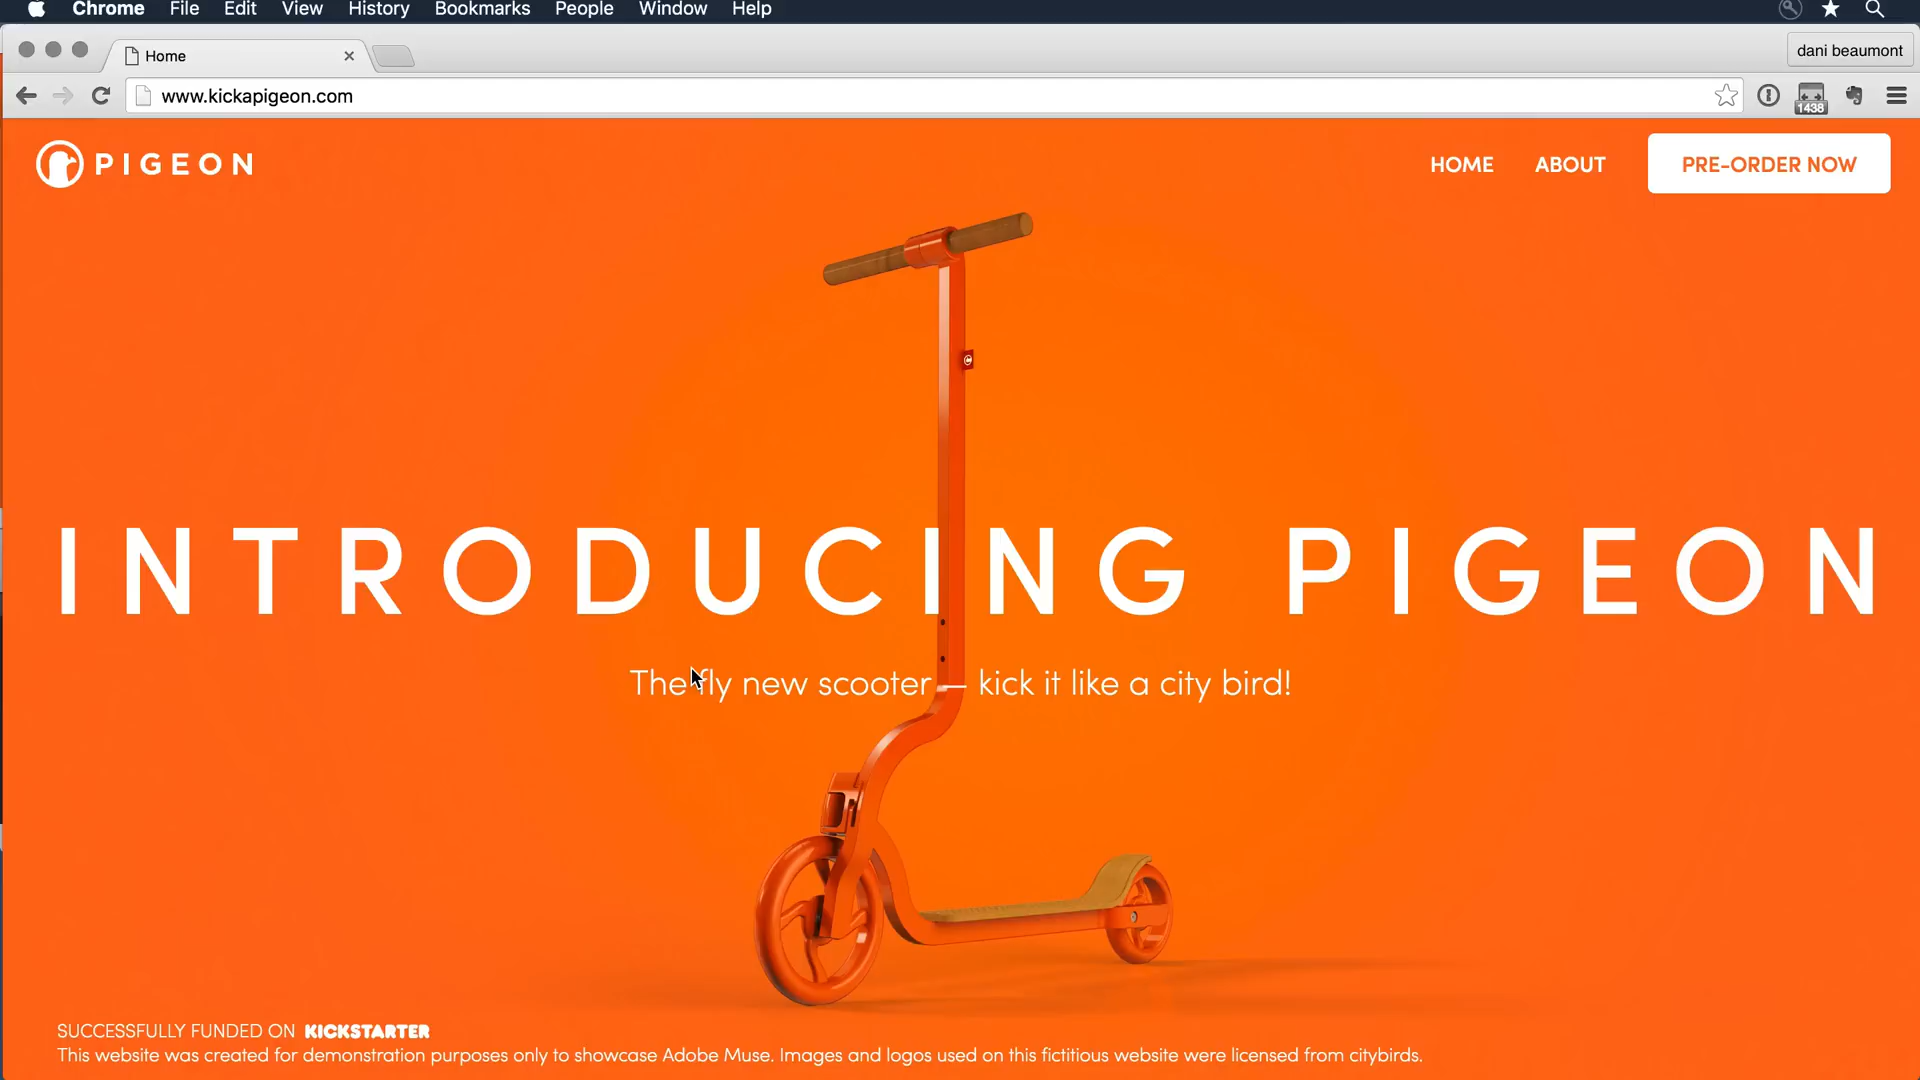 Chrome File Edit View History Bookmarks People Window Help
Home
dani beaumont
www.kickapigeon.com
1438
PIGEON
HOME ABOUT PRE-ORDER NOW
INTRODUCING PIGEON
The fly new scooter — kick it like a city bird!
SUCCESSFULLY FUNDED ON KICKSTARTER
This website was created for demonstration purposes only to showcase Adobe Muse. Images and logos used on this fictitious website were licensed from citybirds.